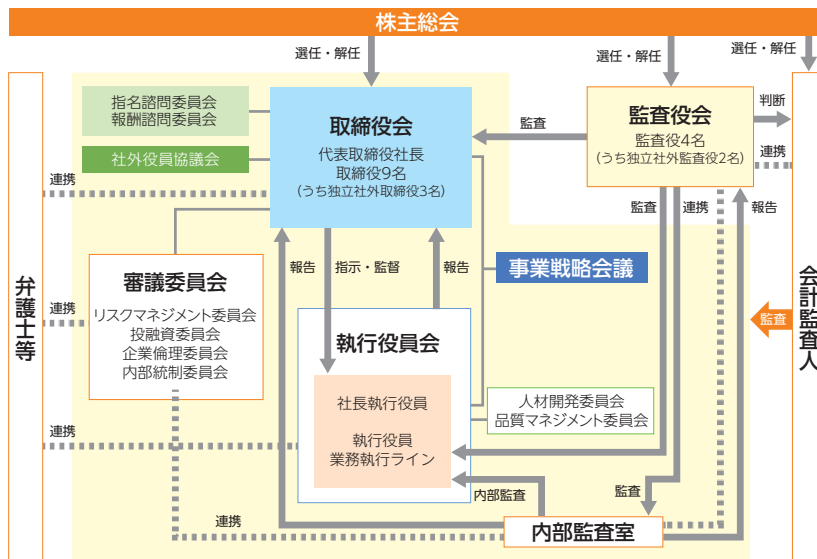 株主総会
選任・解任
選任・解任
選任・解任
指名諮問委員会
報酬諮問委員会
社外役員協議会
取締役会
代表取締役社長
取締役9名
(うち独立社外取締役3名)
監査
監査役会
監査役4名
(うち独立社外監査役2名)
判断
連携
連携
監査
連携
報告
弁護士等
会計監査人
審議委員会
リスクマネジメント委員会
投融資委員会
企業倫理委員会
内部統制委員会
連携
報告
指示・監督
報告
事業戦略会議
監査
執行役員会
社長執行役員
執行役員
業務執行ライン
人材開発委員会
品質マネジメント委員会
連携
内部監査
監査
連携
内部監査室